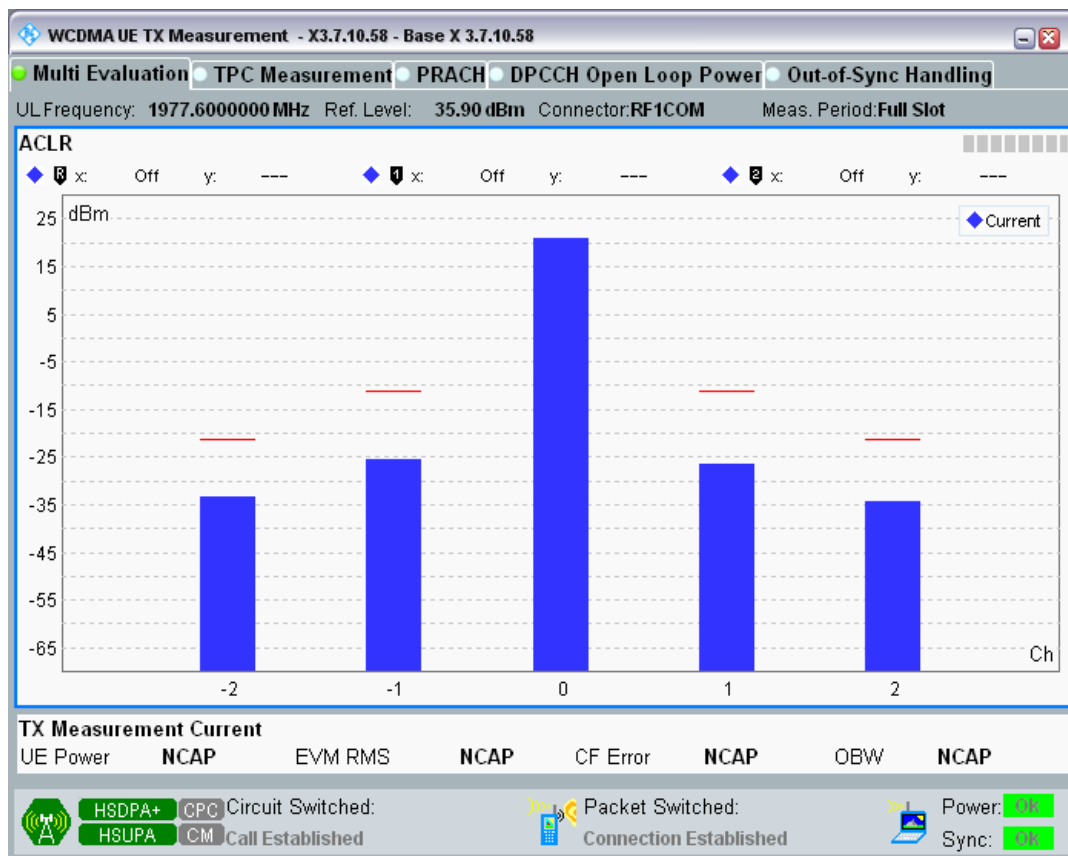 WCDMA UE TX Measurement - X3.7.10.58 - Base X 3.7.10.58
Multi Evaluation TPC Measurement PRACH DPCCH Open Loop Power Out-of-Sync Handling
UL Frequency: 1977.6000000 MHz Ref. Level: 35.90 dBm Connector:RF1COM Meas. Period:Full Slot
ACLR
R x: Off y: --- 1 x: Off y: --- 2 x: Off y: ---
dBm
Current
25
15
5
-5
-15
-25
-35
-45
-55
-65
Ch
-2 -1 0 1 2
TX Measurement Current
UE Power NCAP EVM RMS NCAP CF Error NCAP OBW NCAP
HSDPA+ CPC Circuit Switched: Packet Switched: Power: OK
HSUPA CM Call Established Connection Established Sync: OK